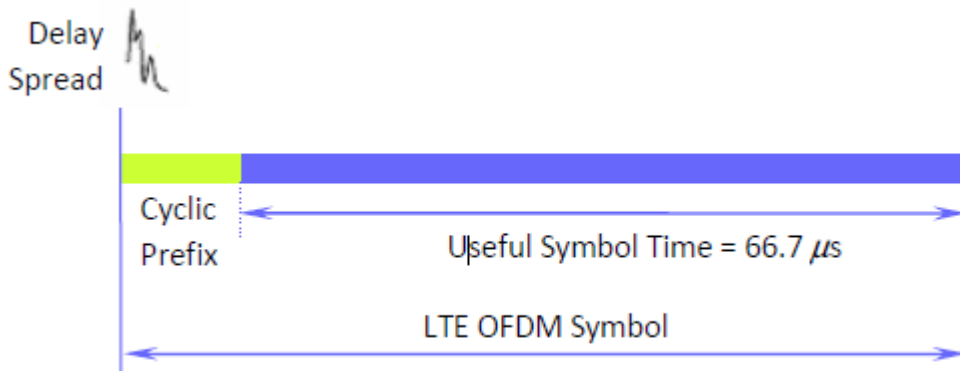 Delay
Spread
Cyclic
Prefix
Useful Symbol Time = 66.7 μs
LTE OFDM Symbol